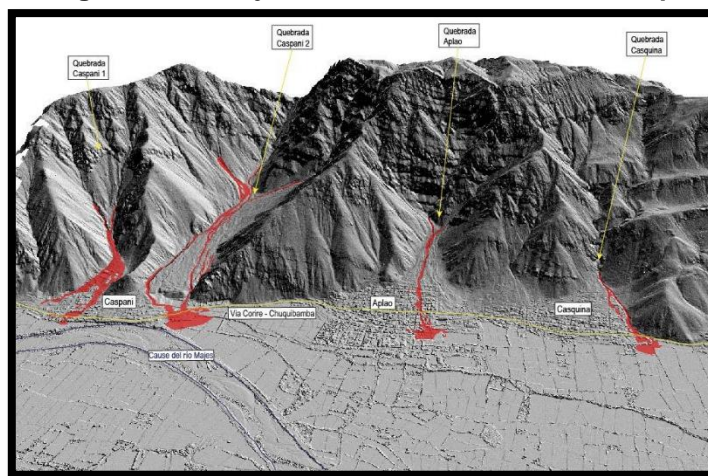 Quebrada
Caspani 1
Quebrada
Caspani 2
Quebrada
Aplao
Quebrada
Casquina
Caspani
Via Corire - Chuquibamba
Aplao
Casquina
Cause del río Majes